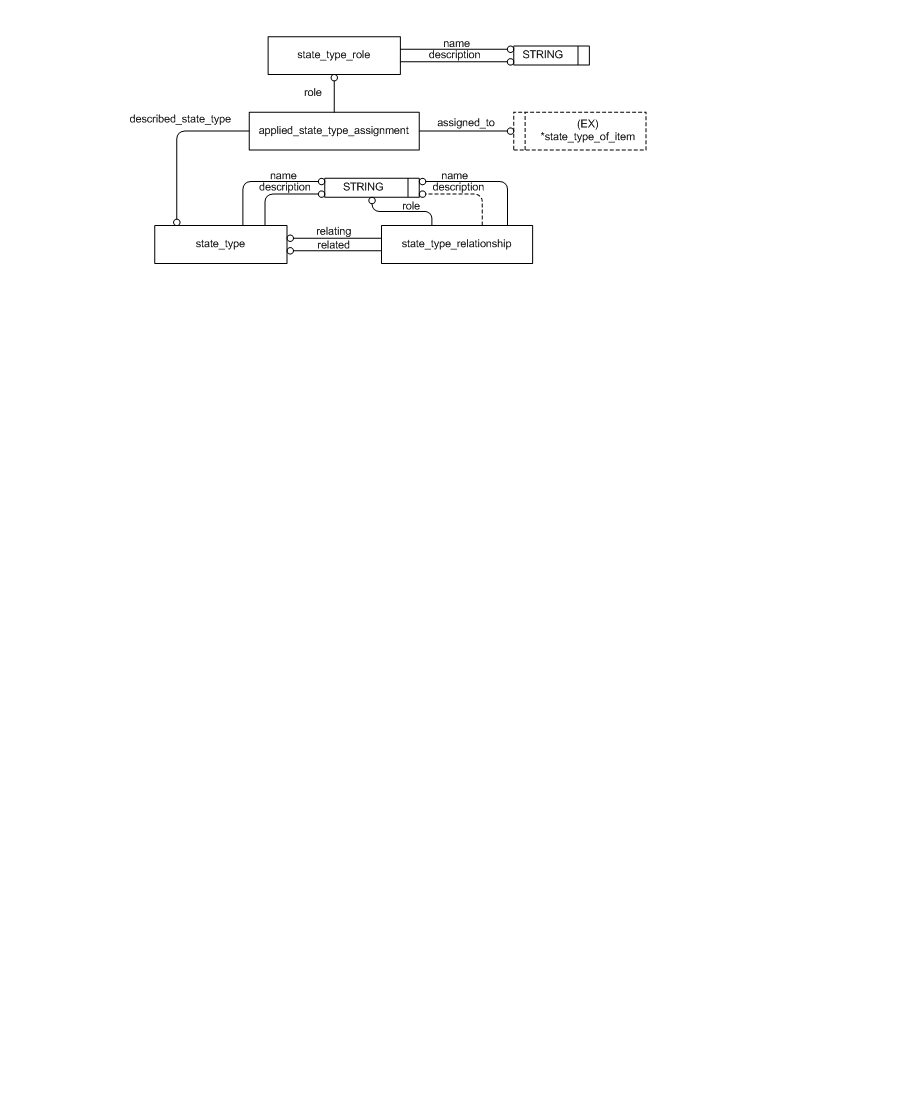 name
state_type_role
description
STRING
role
described_state_type
applied_state_type_assignment
assigned_to
(EX)
*state_type_of_item
name
description
STRING
name
description
role
state_type
relating
related
state_type_relationship